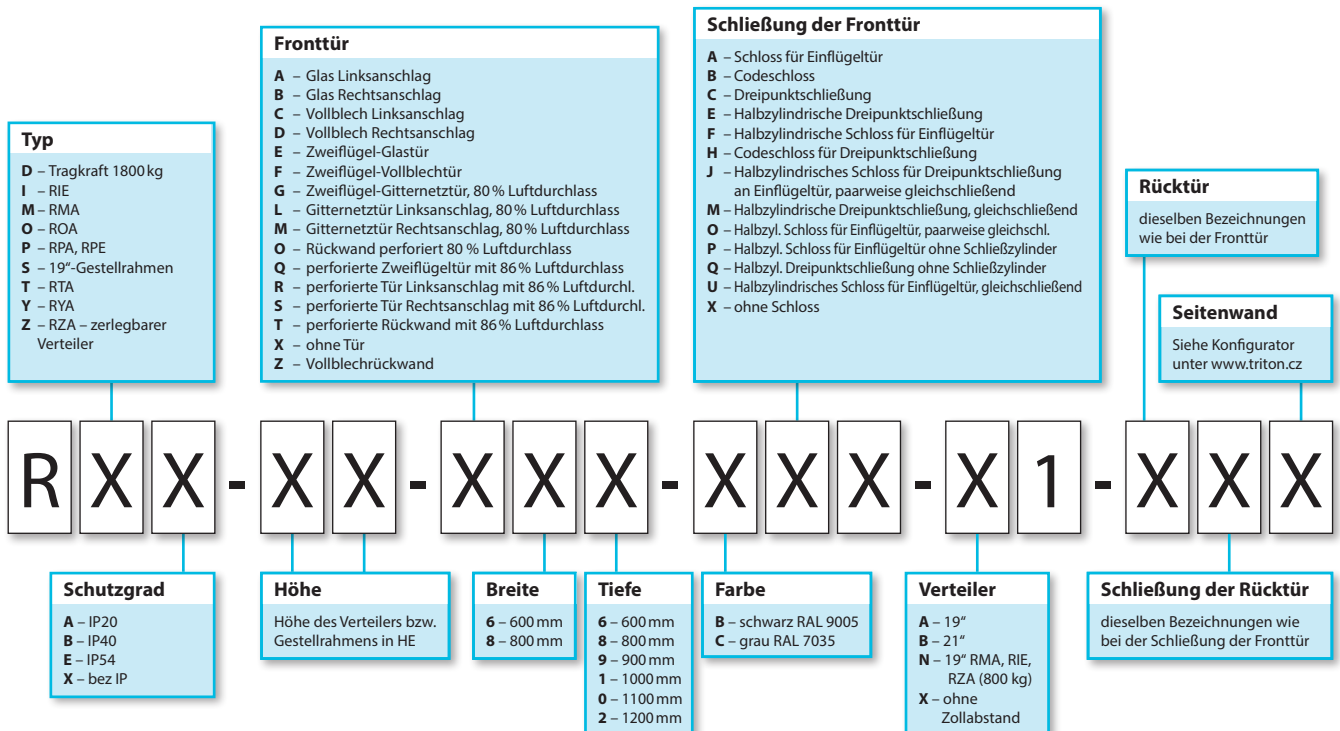 Typ
D – Tragkraft 1800 kg
I – RIE
M – RMA
O – ROA
P – RPA, RPE
S – 19“-Gestellrahmen
T – RTA
Y – RYA
Z – RZA – zerlegbarer
Verteiler
Fronttür
A – Glas Linksanschlag
B – Glas Rechtsanschlag
C – Vollblech Linksanschlag
D – Vollblech Rechtsanschlag
E – Zweiflügel-Glastür
F – Zweiflügel-Vollblechtür
G – Zweiflügel-Gitternetztür, 80 % Luftdurchlass
L – Gitternetztür Linksanschlag, 80 % Luftdurchlass
M – Gitternetztür Rechtsanschlag, 80 % Luftdurchlass
O – Rückwand perforiert 80 % Luftdurchlass
Q – perforierte Zweiflügeltür mit 86 % Luftdurchlass
R – perforierte Tür Linksanschlag mit 86 % Luftdurchl.
S – perforierte Tür Rechtsanschlag mit 86 % Luftdurchl.
T – perforierte Rückwand mit 86 % Luftdurchlass
X – ohne Tür
Z – Vollblechrückwand
Schließung der Fronttür
A – Schloss für Einflügeltür
B – Codeschloss
C – Dreipunktschließung
E – Halbzylindrische Dreipunktschließung
F – Halbzylindrische Schloss für Einflügeltür
H – Codeschloss für Dreipunktschließung
J – Halbzylindrisches Schloss für Dreipunktschließung
an Einflügeltür, paarweise gleichschließend
M – Halbzylindrische Dreipunktschließung, gleichschließend
O – Halbzyl. Schloss für Einflügeltür, paarweise gleichschl.
P – Halbzyl. Schloss für Einflügeltür ohne Schließzylinder
Q – Halbzyl. Dreipunktschließung ohne Schließzylinder
U – Halbzylindrisches Schloss für Einflügeltür, gleichschließend
X – ohne Schloss
Rücktür
dieselben Bezeichnungen
wie bei der Fronttür
Seitenwand
Siehe Konfigurator
unter www.triton.cz
R X X - X X - X X X - X X X - X 1 - X X X
Schutzgrad
A – IP20
B – IP40
E – IP54
X – bez IP
Höhe
Höhe des Verteilers bzw.
Gestellrahmens in HE
Breite
6 – 600 mm
8 – 800 mm
Tiefe
6 – 600 mm
8 – 800 mm
9 – 900 mm
1 – 1000 mm
0 – 1100 mm
2 – 1200 mm
Farbe
B – schwarz RAL 9005
C – grau RAL 7035
Verteiler
A – 19“
B – 21“
N – 19“ RMA, RIE,
RZA (800 kg)
X – ohne
Zollabstand
Schließung der Rücktür
dieselben Bezeichnungen wie
bei der Schließung der Fronttür